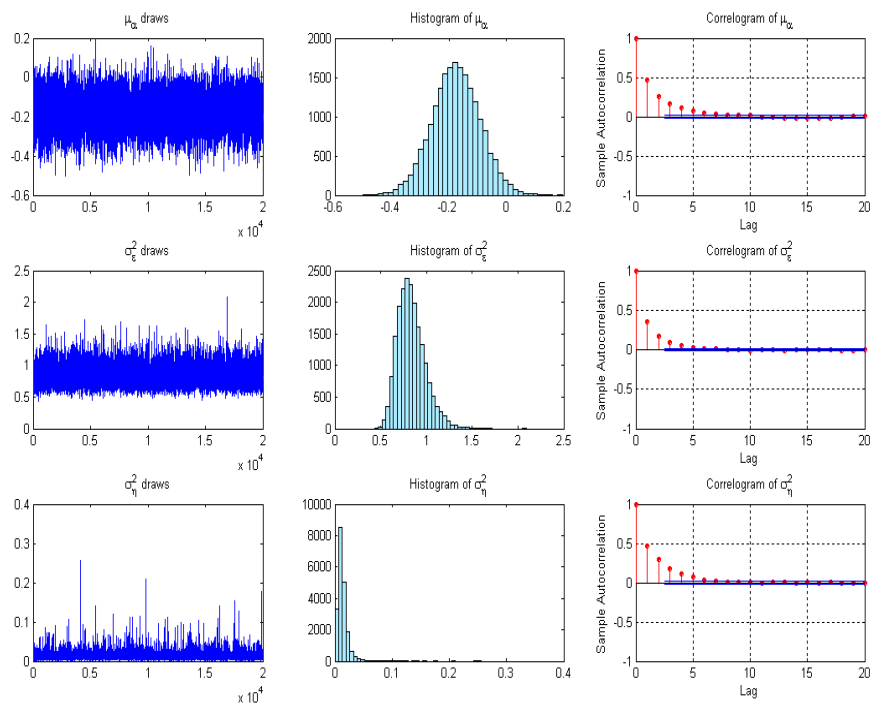 μα draws
0.2
0
-0.2
-0.4
-0.6
0 0.5 1 1.5 2
x 10^4
Histogram of μα
2000
1500
1000
500
0
-0.6 -0.4 -0.2 0 0.2
Correlogram of μα
Sample Autocorrelation
1
0.5
0
-0.5
-1
0 5 10 15 20
Lag
σ²ε draws
2.5
2
1.5
1
0.5
0
0 0.5 1 1.5 2
x 10^4
Histogram of σ²ε
2500
2000
1500
1000
500
0
0 0.5 1 1.5 2 2.5
Correlogram of σ²ε
Sample Autocorrelation
1
0.5
0
-0.5
-1
0 5 10 15 20
Lag
σ²η draws
0.4
0.3
0.2
0.1
0
0 0.5 1 1.5 2
x 10^4
Histogram of σ²η
10000
8000
6000
4000
2000
0
0 0.1 0.2 0.3 0.4
Correlogram of σ²η
Sample Autocorrelation
1
0.5
0
-0.5
-1
0 5 10 15 20
Lag